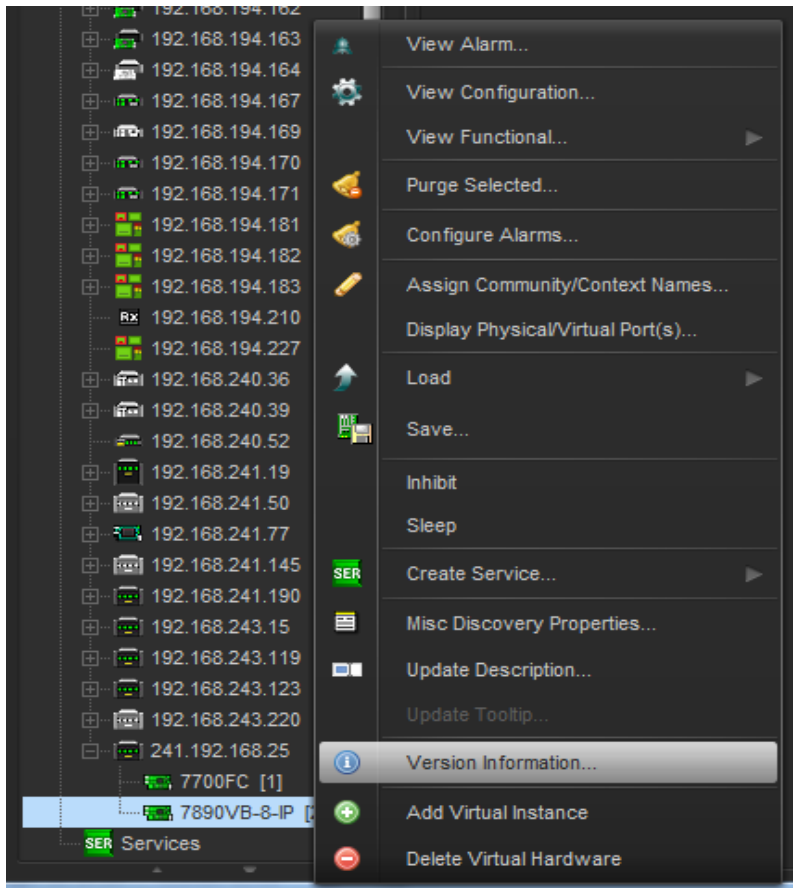 192.168.194.162
192.168.194.163
192.168.194.164
192.168.194.167
192.168.194.169
192.168.194.170
192.168.194.171
192.168.194.181
192.168.194.182
192.168.194.183
Rx 192.168.194.210
192.168.194.227
192.168.240.36
192.168.240.39
192.168.240.52
192.168.241.19
192.168.241.50
192.168.241.77
192.168.241.145
192.168.241.190
192.168.243.15
192.168.243.119
192.168.243.123
192.168.243.220
241.192.168.25
7700FC [1]
7890VB-8-IP
SER Services
View Alarm...
View Configuration...
View Functional...
Purge Selected...
Configure Alarms...
Assign Community/Context Names...
Display Physical/Virtual Port(s)...
Load
Save...
Inhibit
Sleep
SER Create Service...
Misc Discovery Properties...
Update Description...
Update Tooltip...
Version Information...
Add Virtual Instance
Delete Virtual Hardware